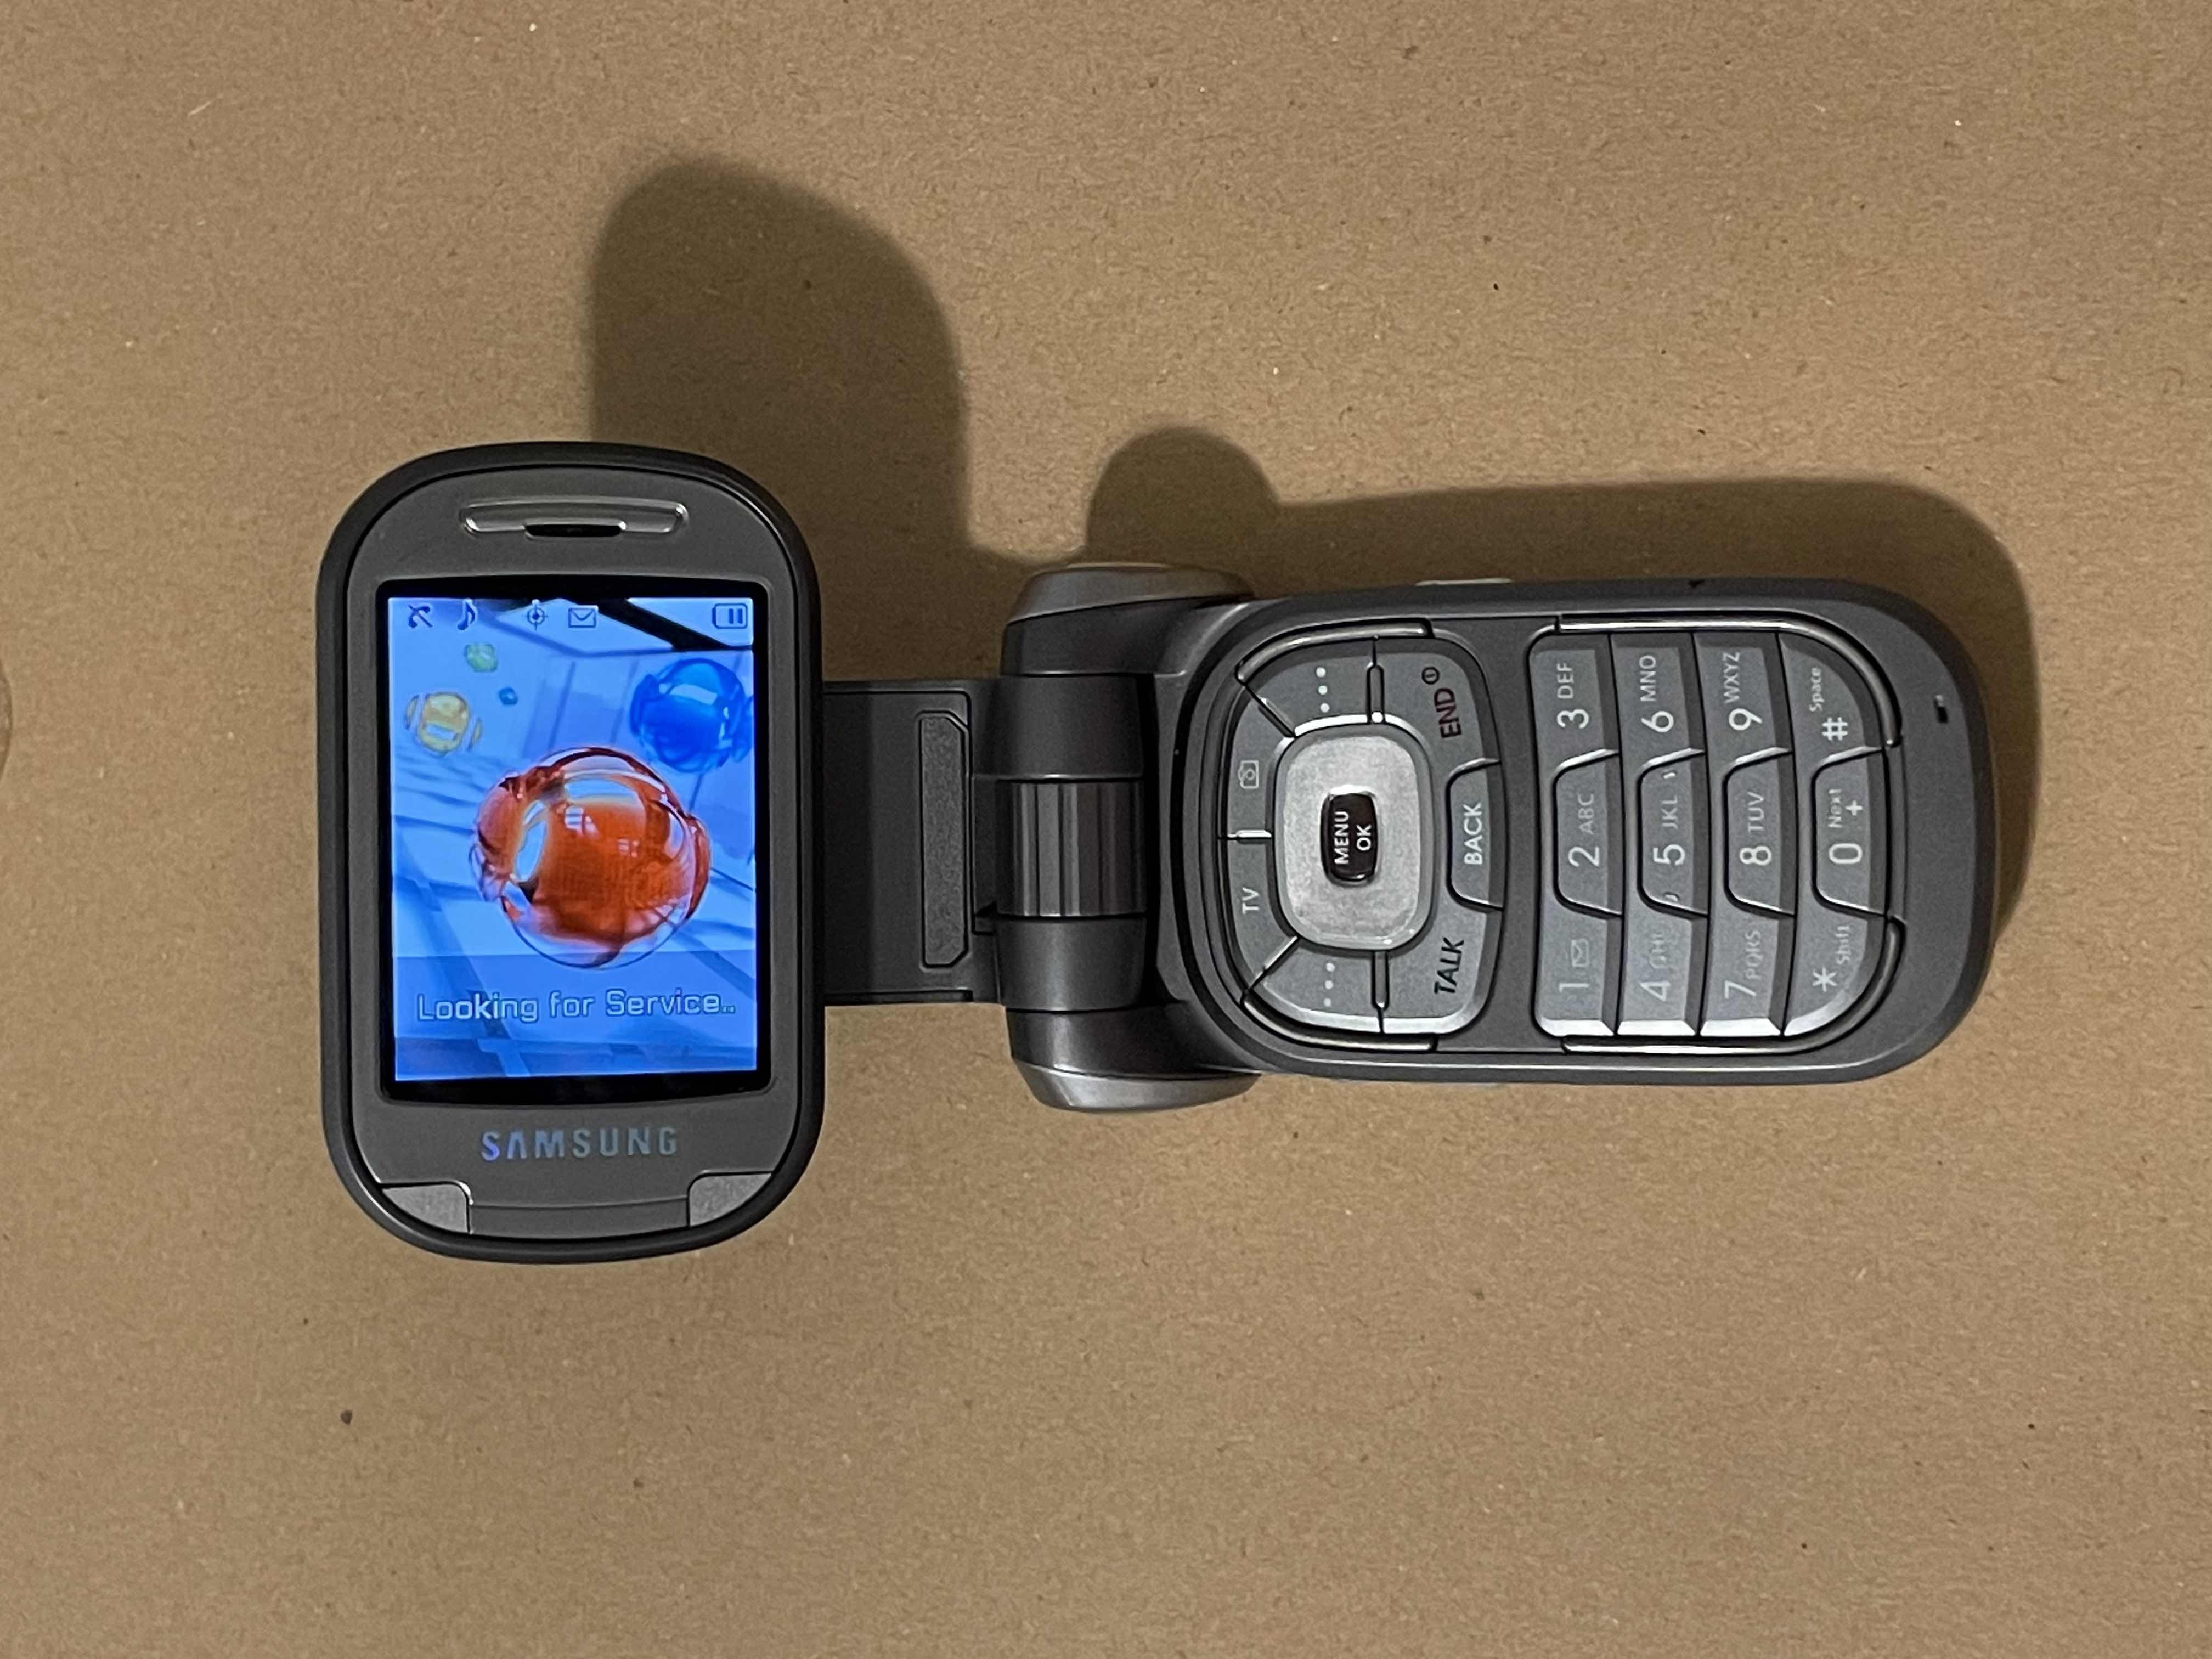 Looking for Service..
SAMSUNG
TV
MENU
OK
TALK
BACK
END
1
2 ABC
3 DEF
4 GHI
5 JKL
6 MNO
7 PQRS
8 TUV
9 WXYZ
* Shift
0 Next
+
# Space